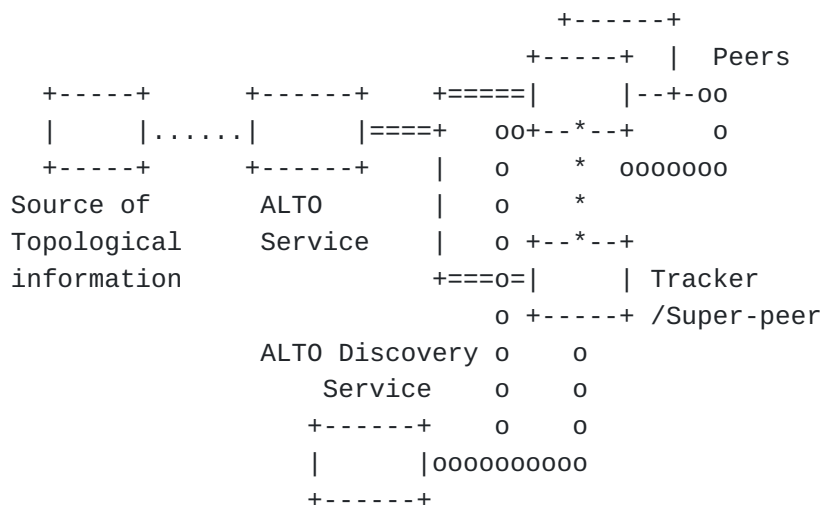 Peers
Source of ALTO
Topological Service
information Tracker
/Super-peer
ALTO Discovery
Service